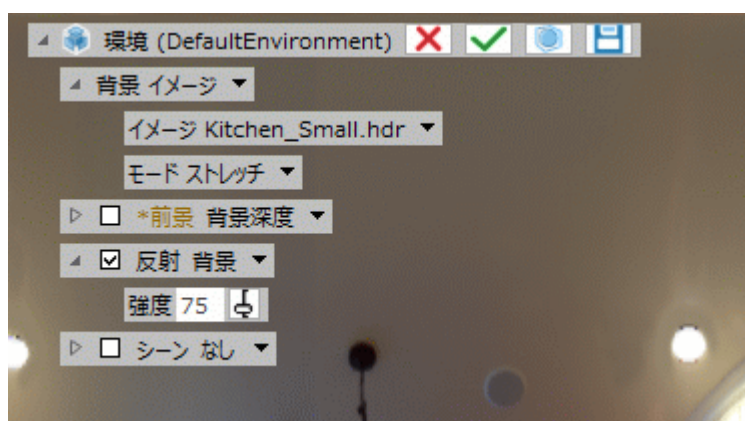 環境 (DefaultEnvironment)
背景 イメージ
イメージ Kitchen_Small.hdr
モード ストレッチ
*前景 背景深度
反射 背景
強度 75
シーン なし